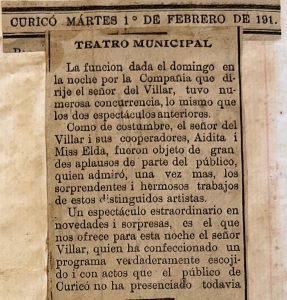 CURICÓ MÁRTES 1° DE FEBRERO DE 191.
TEATRO MUNICIPAL
La funcion dada el domingo en
la noche por la Compañia que di-
rije el señor del Villar, tuvo nu-
merosa concurrencia, lo mismo que
los dos espectáculos anteriores.
Como de costumbre, el señor del
Villar i sus cooperadores, Aidita i
Miss Elda, fueron objeto de gran
des aplausos de parte del público,
quien admiró, una vez mas, los
sorprendentes i hermosos trabajos
de estos distinguidos artistas.
Un espectáculo estraordinario en
novedades i sorpresas, es el que
nos ofrece para esta noche el señor
Villar, quien ha confeccionado un
programa verdaderamente escoji-
do i con actos que el público de
Curicó no ha presenciado todavia